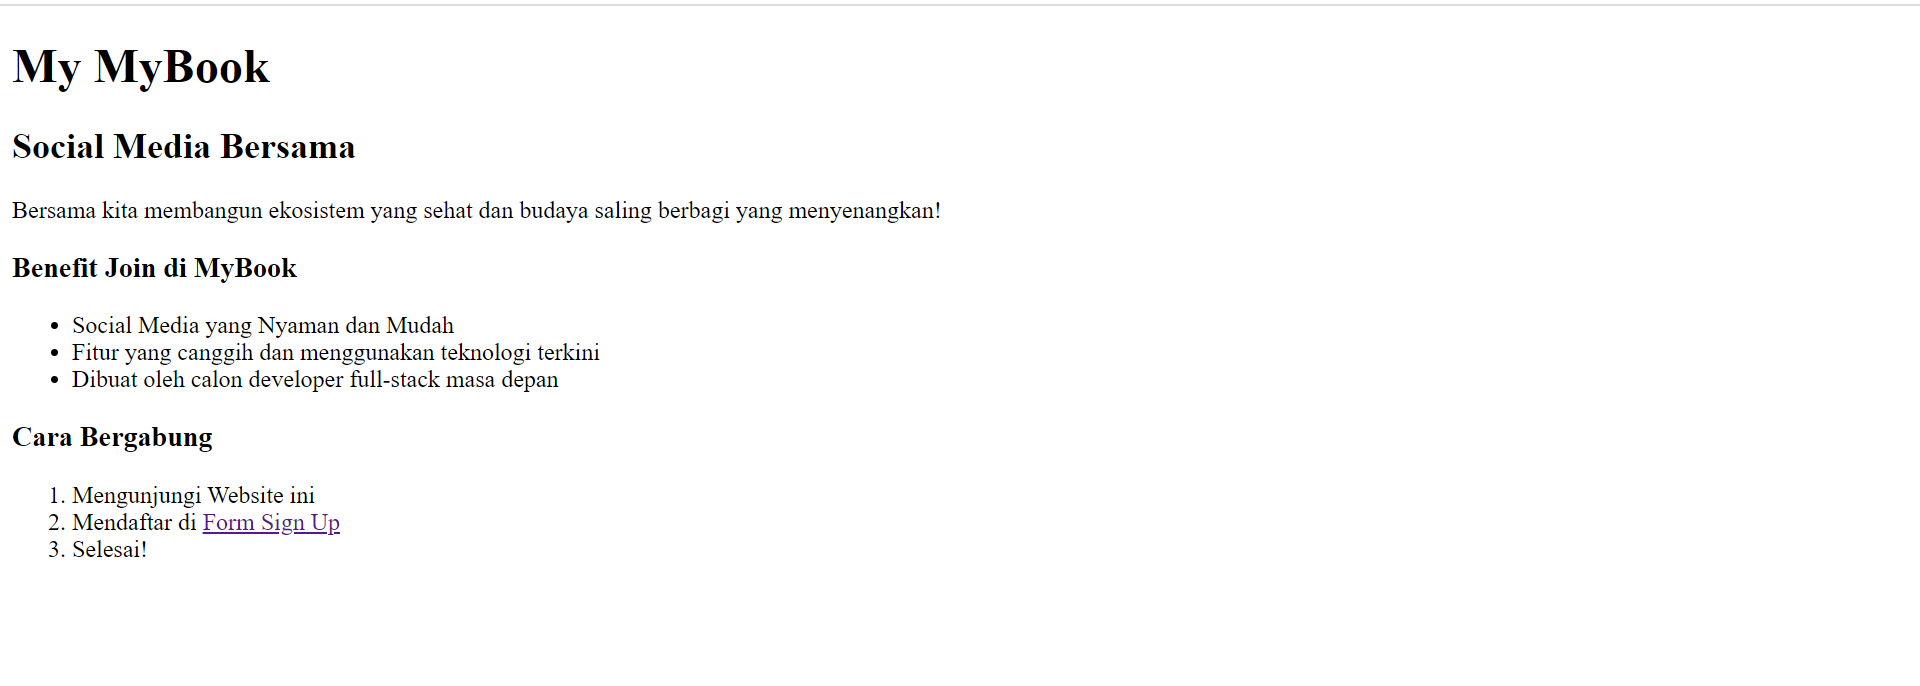 My MyBook
Social Media Bersama
Bersama kita membangun ekosistem yang sehat dan budaya saling berbagi yang menyenangkan!
Benefit Join di MyBook
• Social Media yang Nyaman dan Mudah
• Fitur yang canggih dan menggunakan teknologi terkini
• Dibuat oleh calon developer full-stack masa depan
Cara Bergabung
1. Mengunjungi Website ini
2. Mendaftar di Form Sign Up
3. Selesai!